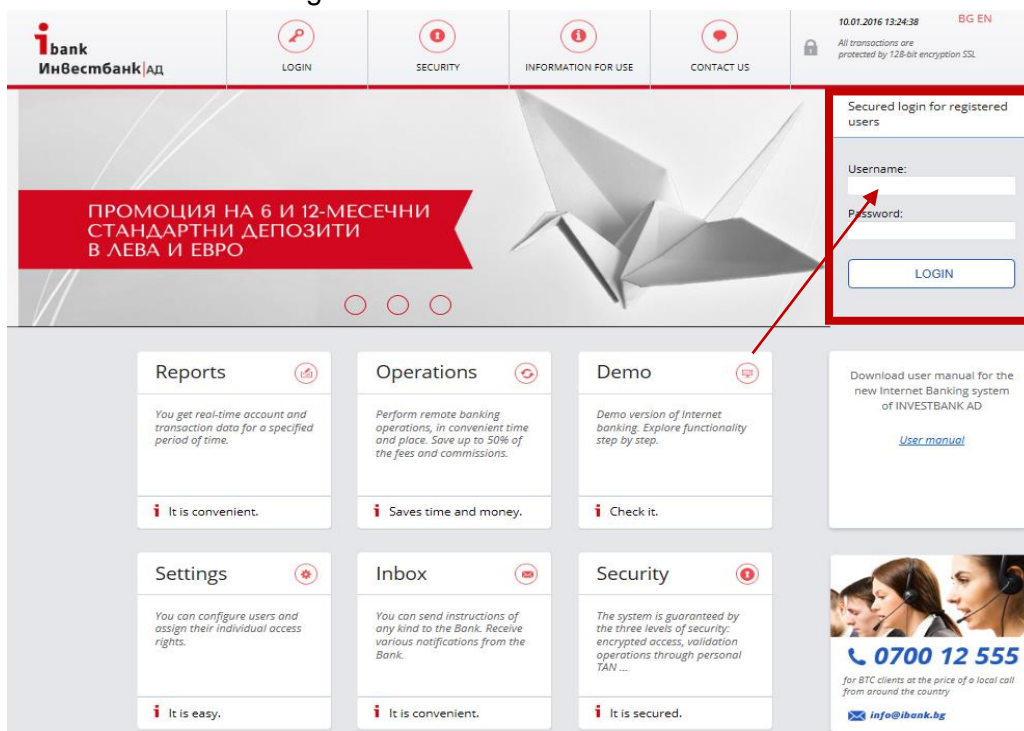 10.01.2016 13:24:38 BG EN
All transactions are
protected by 128-bit encryption SSL
ibank
Инвестбанк|АД
LOGIN
SECURITY
INFORMATION FOR USE
CONTACT US
ПРОМОЦИЯ НА 6 И 12-МЕСЕЧНИ
СТАНДАРТНИ ДЕПОЗИТИ
В ЛЕВА И ЕВРО
Secured login for registered
users
Username:
Password:
LOGIN
Reports
You get real-time account and
transaction data for a specified
period of time.
i It is convenient.
Operations
Perform remote banking
operations, in convenient time
and place. Save up to 50% of
the fees and commissions.
i Saves time and money.
Demo
Demo version of Internet
banking. Explore functionality
step by step.
i Check it.
Download user manual for the
new Internet Banking system
of INVESTBANK AD
User manual
Settings
You can configure users and
assign their individual access
rights.
i It is easy.
Inbox
You can send instructions of
any kind to the Bank. Receive
various notifications from the
Bank.
i It is convenient.
Security
The system is guaranteed by
the three levels of security:
encrypted access, validation
operations through personal
TAN ...
i It is secured.
0700 12 555
for BTC clients at the price of a local call
from around the country
info@ibank.bg